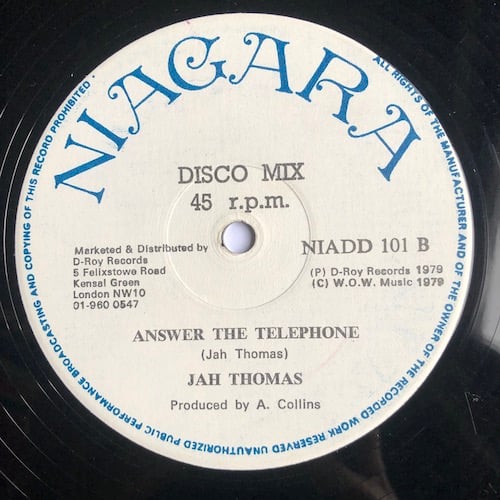 NIAGARA
DISCO MIX
45 r.p.m.
Marketed & Distributed by
D-Roy Records
5 Felixstowe Road
Kensal Green
London NW10
01-960 0547
NIADD 101 B
(P) D-Roy Records 1979
(C) W.O.W. Music 1979
ANSWER THE TELEPHONE
(Jah Thomas)
JAH THOMAS
Produced by A. Collins
ALL RIGHTS OF THE MANUFACTURER AND OF THE OWNER OF THE RECORDED WORK RESERVED UNAUTHORIZED PUBLIC PERFORMANCE BROADCASTING AND COPYING OF THIS RECORD PROHIBITED